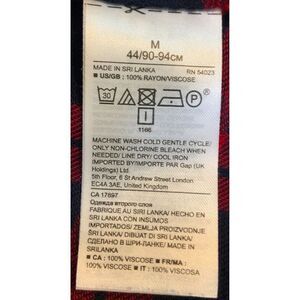 M
44/90-94см
MADE IN SRI LANKA RN 54023
■ US/GB : 100% RAYON/VISCOSE
30
P
I
1166
MACHINE WASH COLD GENTLE CYCLE/
ONLY NON-CHLORINE BLEACH WHEN
NEEDED/ LINE DRY/ COOL IRON
IMPORTED BY/IMPORTE PAR Gap (UK
Holdings) Ltd.
5th Floor, 6 St Andrew Street London
EC4A 3AE, United Kingdom
CA 17897
Одежда второго слоя
FABRIQUE AU SRI LANKA/ HECHO EN
SRI LANKA CON INSUMOS
IMPORTADOS/ ZEMLJA PROIZVODNJE
SRI LANKA/ DIBUAT DI SRI LANKA/
СДЕЛАНО В ШРИ-ЛАНКЕ/ MADE IN
SRILANKA
■ CA : 100% VISCOSE ■ FR/MA :
100% VISCOSE ■ IT : 100% VISCOSA